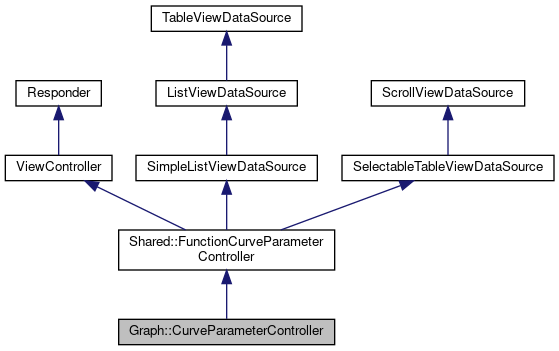 TableViewDataSource
Responder
ListViewDataSource
ScrollViewDataSource
ViewController
SimpleListViewDataSource
SelectableTableViewDataSource
Shared::FunctionCurveParameter
Controller
Graph::CurveParameterController